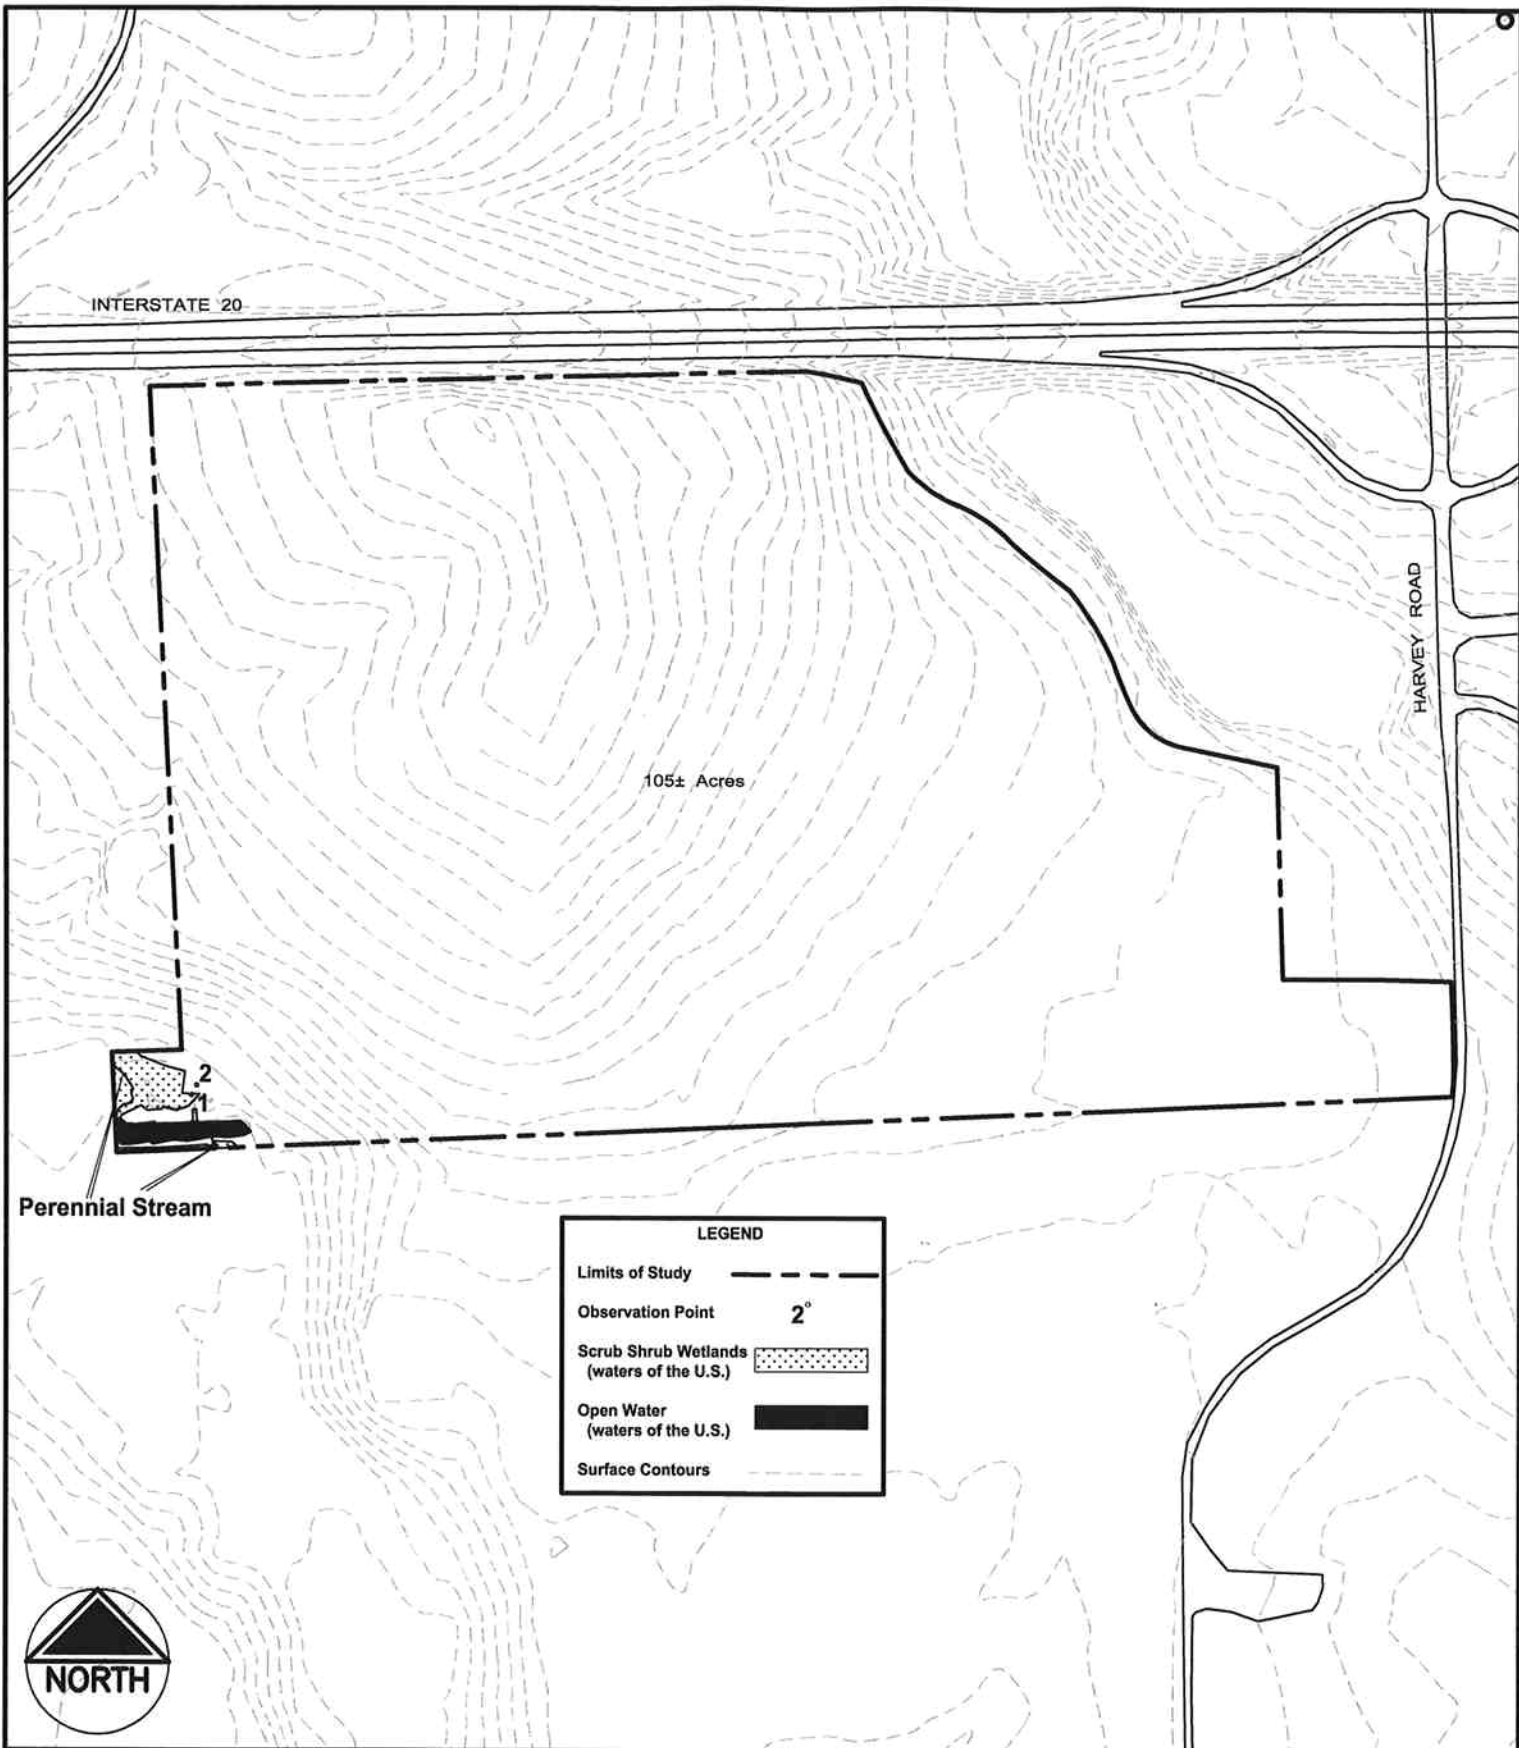 INTERSTATE 20
HARVEY ROAD
105± Acres
2
1
Perennial Stream
LEGEND
Limits of Study
Observation Point 2°
Scrub Shrub Wetlands
(waters of the U.S.)
Open Water
(waters of the U.S.)
Surface Contours
NORTH